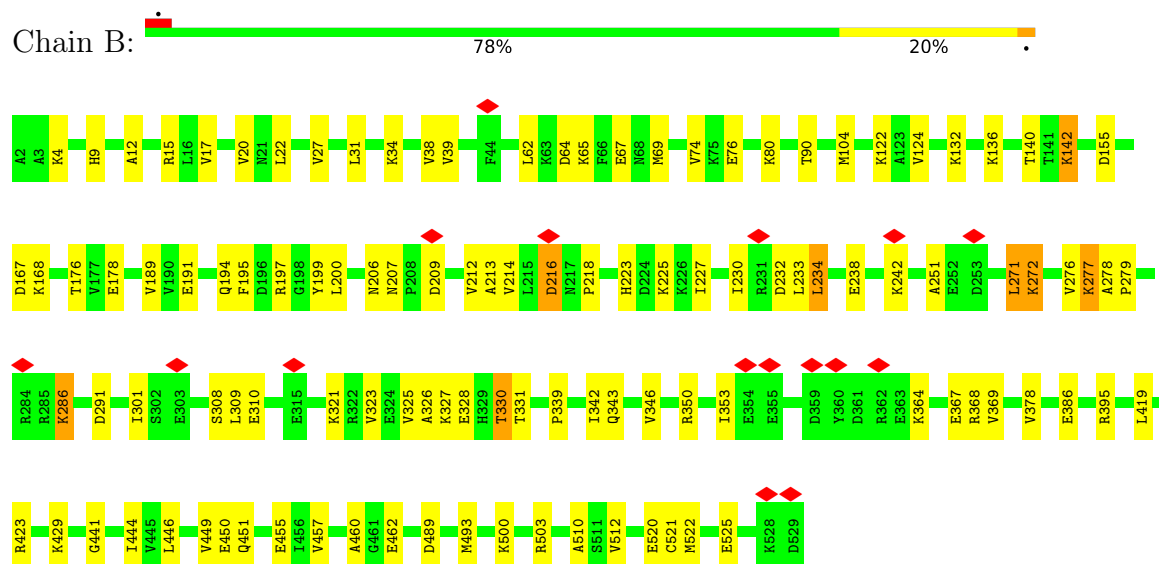 Chain B:
78% 20%
A2 A3 K4 H9 A12 R15 L16 V17 V20 N21 L22 V27 L31 K34 V38 V39 F44 L62 K63 D64 K65 F66 E67 N68 M69 V74 K75 E76 K80 T90 M104 K122 A123 V124 K132 K136 T140 T141 K142 D155
D167 K168 T176 V177 E178 V189 V190 E191 Q194 F195 D196 R197 G198 Y199 L200 N206 N207 P208 D209 V212 A213 V214 L215 D216 N217 P218 H223 D224 K225 K226 I227 I230 R231 D232 L233 L234 E238 K242 A251 E252 D253 L271 K272 V276 K277 A278 P279
R284 R285 K286 D291 I301 S302 E303 S308 L309 E310 E315 K321 R322 V323 E324 V325 A326 K327 E328 H329 T330 T331 P339 I342 Q343 V346 R350 I353 E354 E355 D359 Y360 D361 R362 E363 K364 E367 R368 V369 V378 E386 R395 L419
R423 K429 G441 I444 V445 L446 V449 E450 Q451 E455 I456 V457 A460 G461 E462 D489 M493 K500 R503 A510 S511 V512 E520 C521 M522 E525 K528 D529